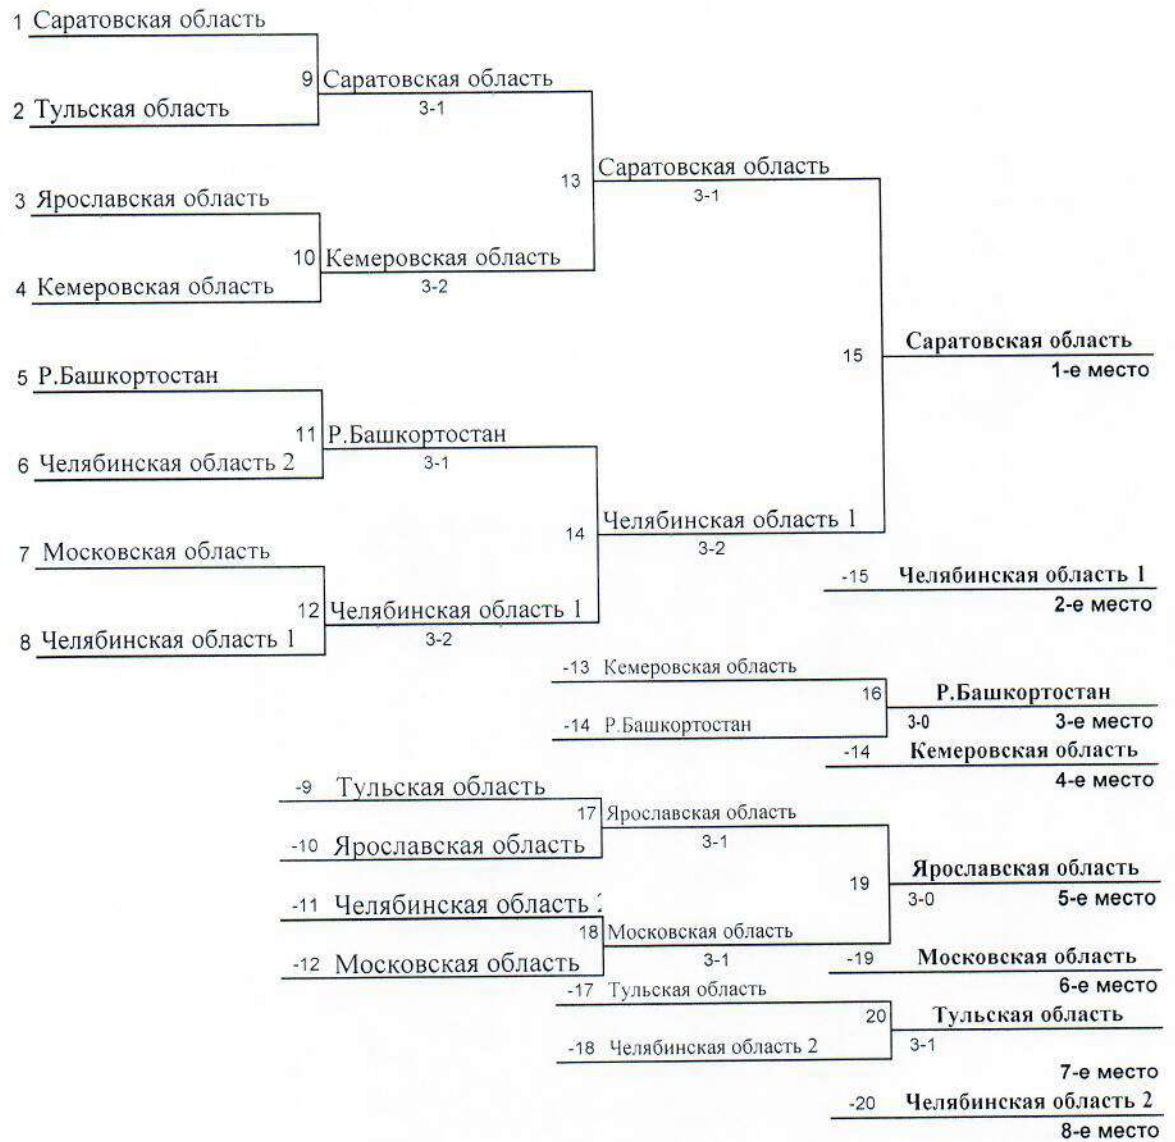 1 Саратовская область
9 Саратовская область
3-1
2 Тульская область
13 Саратовская область
3-1
3 Ярославская область
10 Кемеровская область
3-2
4 Кемеровская область
15 Саратовская область
1-е место
5 Р.Башкортостан
11 Р.Башкортостан
3-1
6 Челябинская область 2
14 Челябинская область 1
3-2
7 Московская область
-15 Челябинская область 1
2-е место
12 Челябинская область 1
3-2
8 Челябинская область 1
-13 Кемеровская область
16 Р.Башкортостан
3-0 3-е место
-14 Р.Башкортостан
-14 Кемеровская область
4-е место
-9 Тульская область
17 Ярославская область
3-1
-10 Ярославская область
19 Ярославская область
3-0 5-е место
-11 Челябинская область
18 Московская область
3-1
-12 Московская область
-19 Московская область
6-е место
-17 Тульская область
20 Тульская область
3-1
-18 Челябинская область 2
7-е место
-20 Челябинская область 2
8-е место